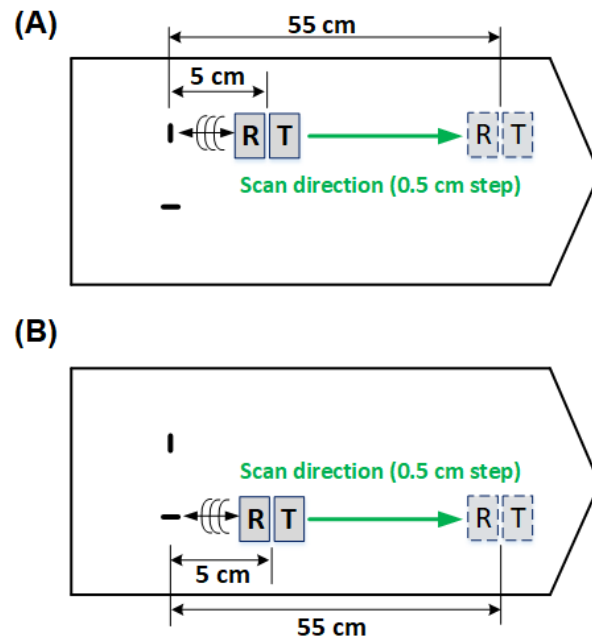 (A)
55 cm
5 cm
R T R T
Scan direction (0.5 cm step)
(B)
Scan direction (0.5 cm step)
R T R T
5 cm
55 cm